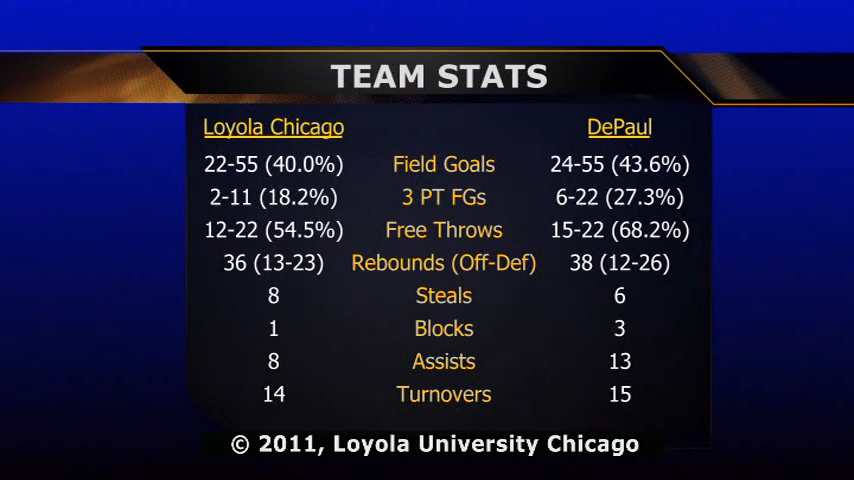 TEAM STATS
Loyola Chicago DePaul
22-55 (40.0%) Field Goals 24-55 (43.6%)
2-11 (18.2%) 3 PT FGs 6-22 (27.3%)
12-22 (54.5%) Free Throws 15-22 (68.2%)
36 (13-23) Rebounds (Off-Def) 38 (12-26)
8 Steals 6
1 Blocks 3
8 Assists 13
14 Turnovers 15
© 2011, Loyola University Chicago